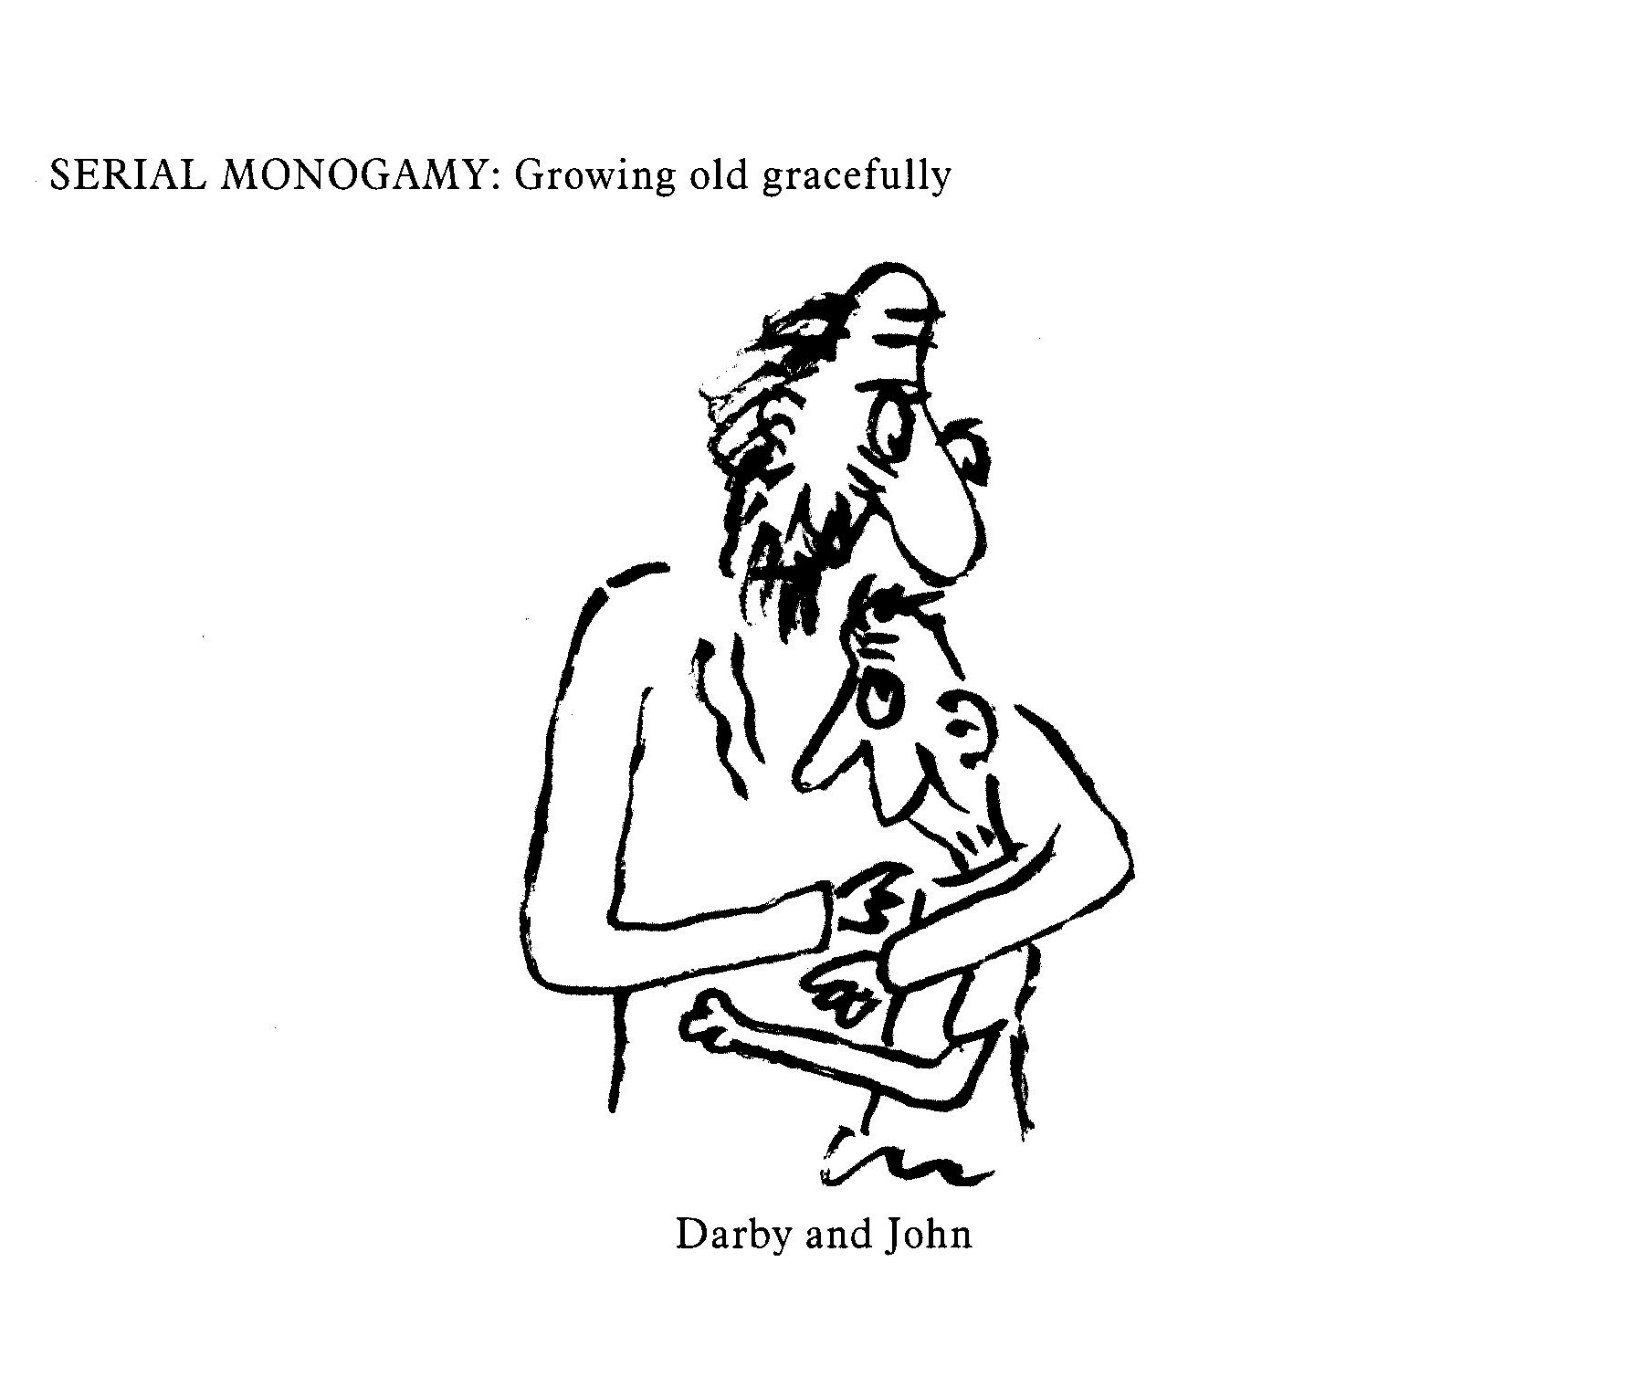 SERIAL MONOGAMY: Growing old gracefully
Darby and John